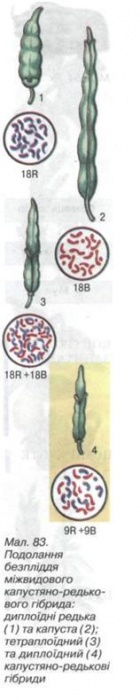 1
18R
2
3
18B
18R+18B
4
9R+9B
Мал. 83.
Подолання
безпліддя
міжвидового
капустяно-редько-
вого гібрида:
диплоїдні редька
(1) та капуста (2);
тетраплоїдний (3)
та диплоїдний (4)
капустяно-редькові
гібриди